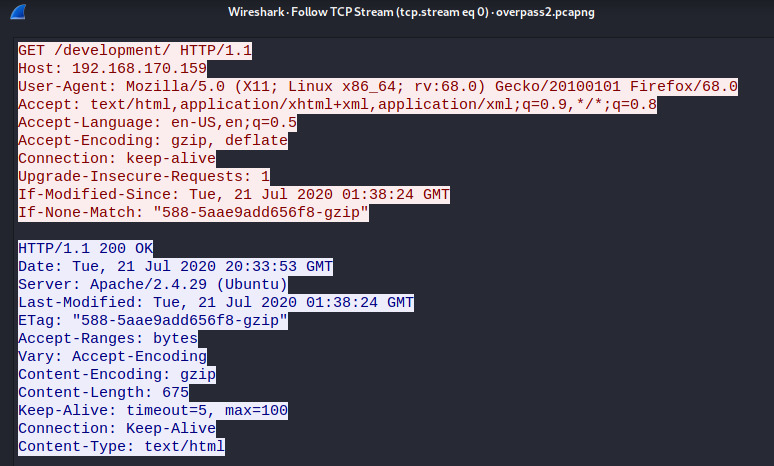 Wireshark · Follow TCP Stream (tcp.stream eq 0) · overpass2.pcapng
GET /development/ HTTP/1.1
Host: 192.168.170.159
User-Agent: Mozilla/5.0 (X11; Linux x86_64; rv:68.0) Gecko/20100101 Firefox/68.0
Accept: text/html,application/xhtml+xml,application/xml;q=0.9,*/*;q=0.8
Accept-Language: en-US,en;q=0.5
Accept-Encoding: gzip, deflate
Connection: keep-alive
Upgrade-Insecure-Requests: 1
If-Modified-Since: Tue, 21 Jul 2020 01:38:24 GMT
If-None-Match: "588-5aae9add656f8-gzip"
HTTP/1.1 200 OK
Date: Tue, 21 Jul 2020 20:33:53 GMT
Server: Apache/2.4.29 (Ubuntu)
Last-Modified: Tue, 21 Jul 2020 01:38:24 GMT
ETag: "588-5aae9add656f8-gzip"
Accept-Ranges: bytes
Vary: Accept-Encoding
Content-Encoding: gzip
Content-Length: 675
Keep-Alive: timeout=5, max=100
Connection: Keep-Alive
Content-Type: text/html